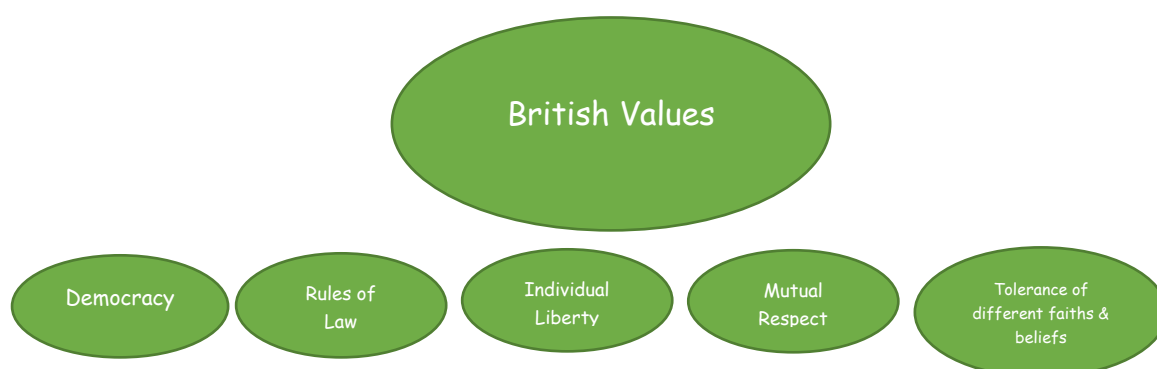 British Values
Democracy
Rules of
Law
Individual
Liberty
Mutual
Respect
Tolerance of
different faiths &
beliefs